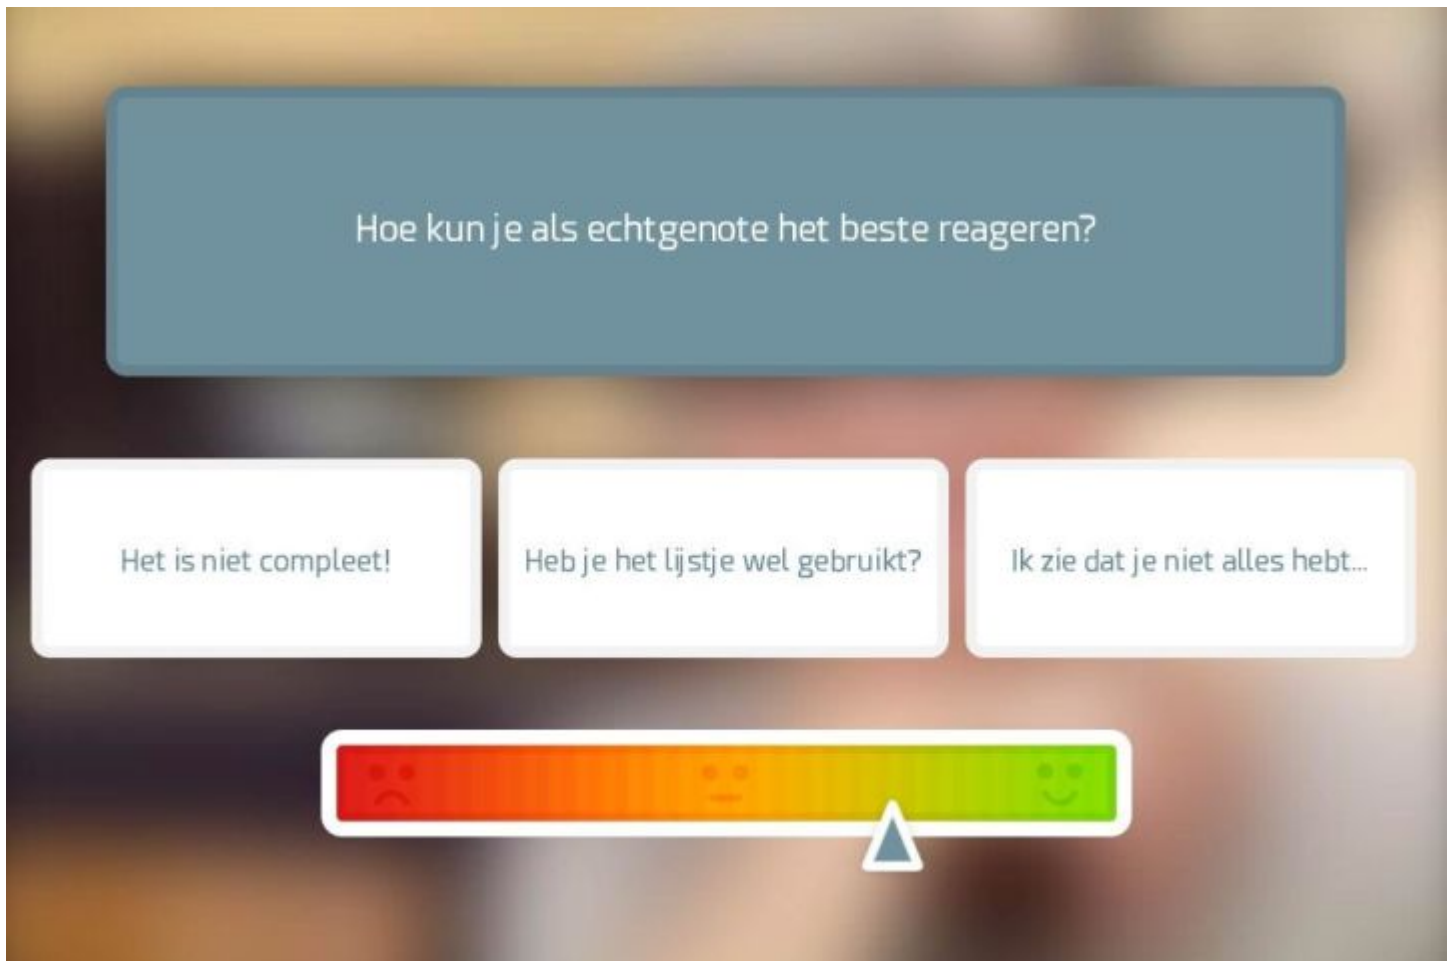 Hoe kun je als echtgenote het beste reageren?
Het is niet compleet!
Heb je het lijstje wel gebruikt?
Ik zie dat je niet alles hebt...